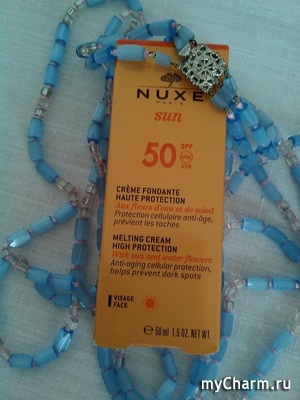 NUXE
PARIS
sun
50 SPF
UVA
UVB
CRÈME FONDANTE
HAUTE PROTECTION
Aux fleurs d'eau et de soleil
Protection cellulaire anti-âge,
prévient les taches
MELTING CREAM
HIGH PROTECTION
With sun and water flowers
Anti-aging cellular protection,
helps prevent dark spots
VISAGE
FACE
e 50 ml 1.5 OZ. NET WT.
myCharm.ru